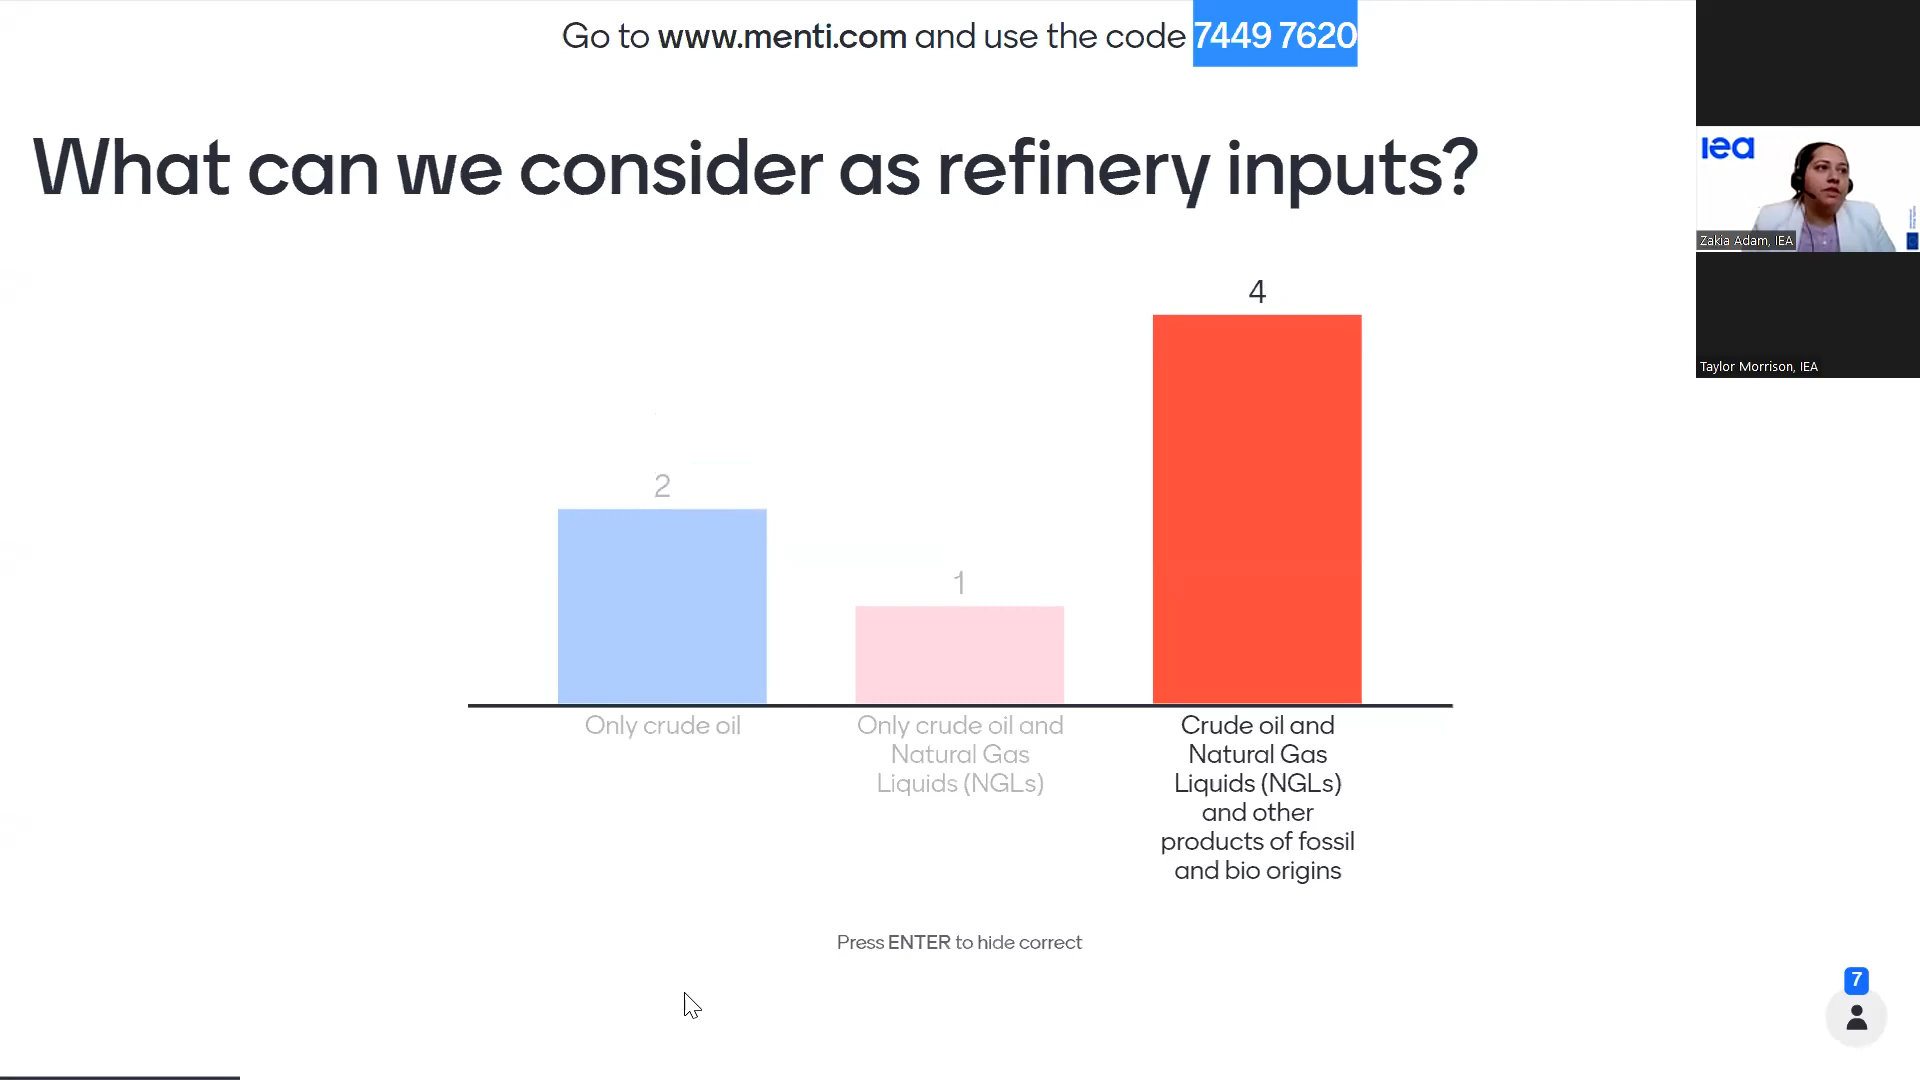 Go to www.menti.com and use the code 7449 7620
What can we consider as refinery inputs?
iea
Zakia Adam, IEA
Taylor Morrison, IEA
4
2
1
Only crude oil
Only crude oil and
Natural Gas
Liquids (NGLs)
Crude oil and
Natural Gas
Liquids (NGLs)
and other
products of fossil
and bio origins
Press ENTER to hide correct
7